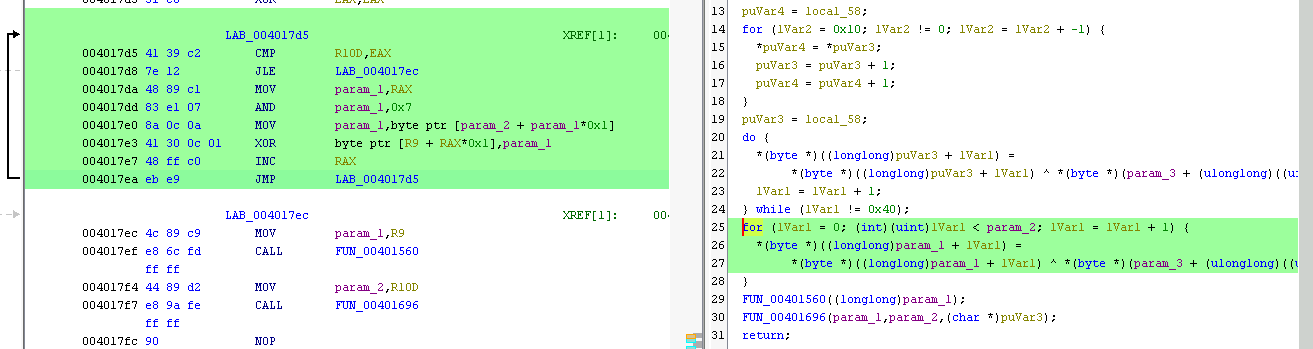 LAB_004017d5 XREF[1]:
004017d5 41 39 c2 CMP R10D,EAX
004017d8 7e 12 JLE LAB_004017ec
004017da 48 89 c1 MOV param_1,RAX
004017dd 83 e1 07 AND param_1,0x7
004017e0 8a 0c 0a MOV param_1,byte ptr [param_2 + param_1*0x1]
004017e3 41 30 0c 01 XOR byte ptr [R9 + RAX*0x1],param_1
004017e7 48 ff c0 INC RAX
004017ea eb e9 JMP LAB_004017d5
LAB_004017ec XREF[1]:
004017ec 4c 89 c9 MOV param_1,R9
004017ef e8 6c fd CALL FUN_00401560
ff ff
004017f4 44 89 d2 MOV param_2,R10D
004017f7 e8 9a fe CALL FUN_00401696
ff ff
004017fc 90 NOP
13 puVar4 = local_58;
14 for (lVar2 = 0x10; lVar2 != 0; lVar2 = lVar2 + -1) {
15 *puVar4 = *puVar3;
16 puVar3 = puVar3 + 1;
17 puVar4 = puVar4 + 1;
18 }
19 puVar3 = local_58;
20 do {
21 *(byte *)((longlong)puVar3 + lVar1) =
22 *(byte *)((longlong)puVar3 + lVar1) ^ *(byte *)(param_3 + (ulonglong)((u
23 lVar1 = lVar1 + 1;
24 } while (lVar1 != 0x40);
25 for (lVar1 = 0; (int)(uint)lVar1 < param_2; lVar1 = lVar1 + 1) {
26 *(byte *)((longlong)param_1 + lVar1) =
27 *(byte *)((longlong)param_1 + lVar1) ^ *(byte *)(param_3 + (ulonglong)((u
28 }
29 FUN_00401560((longlong)param_1);
30 FUN_00401696(param_1,param_2,(char *)puVar3);
31 return;